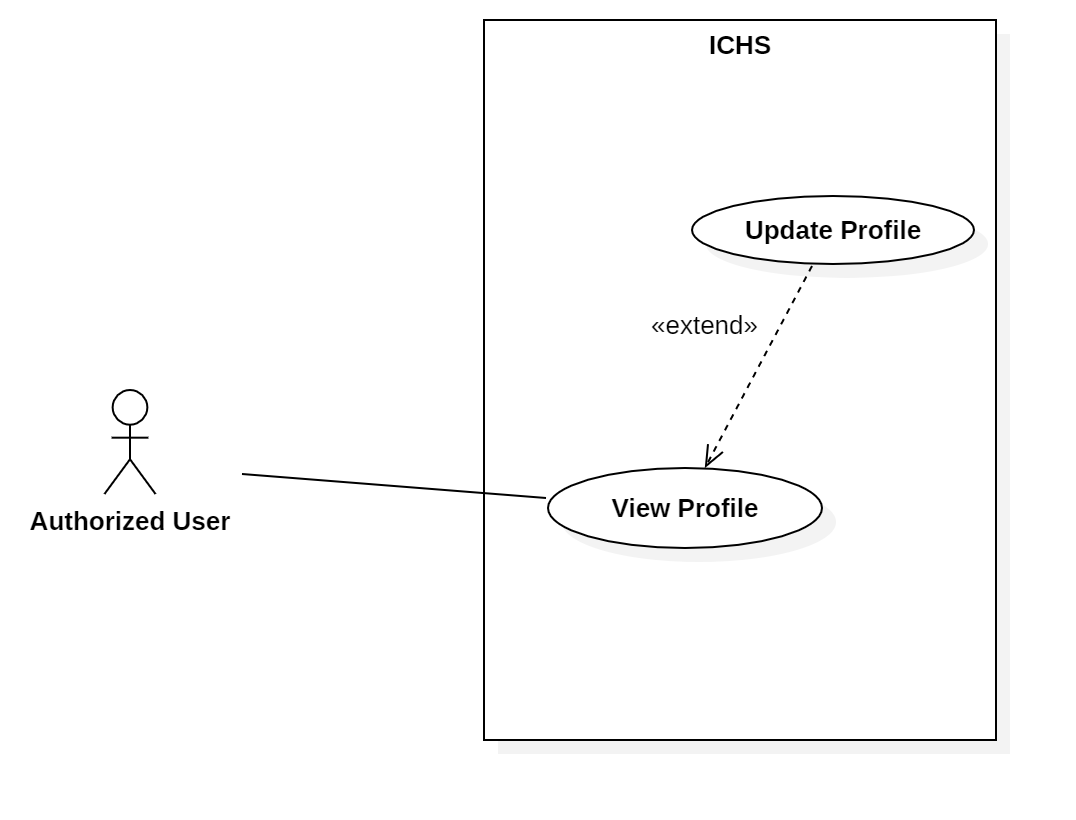 ICHS
Update Profile
«extend»
View Profile
Authorized User